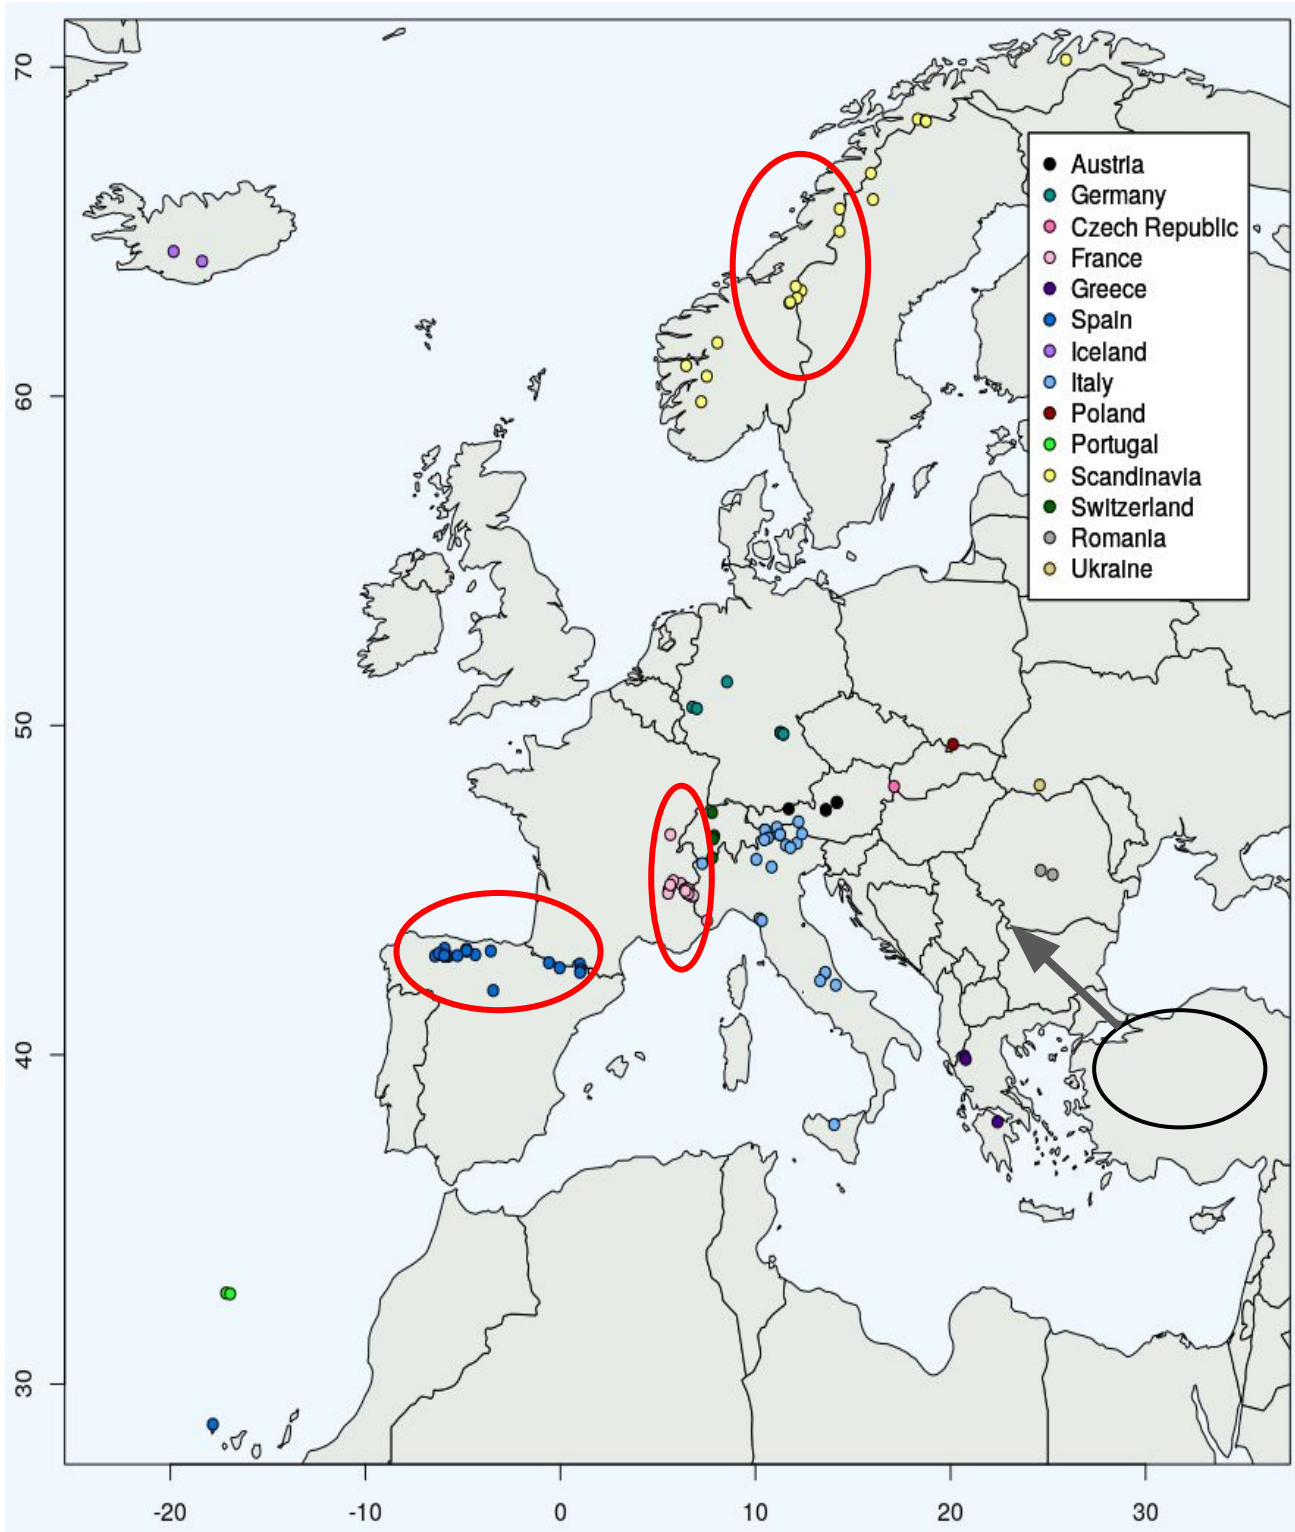 70
60
50
40
30
Austria
Germany
Czech Republic
France
Greece
Spain
Iceland
Italy
Poland
Portugal
Scandinavia
Switzerland
Romania
Ukraine
-20 -10 0 10 20 30